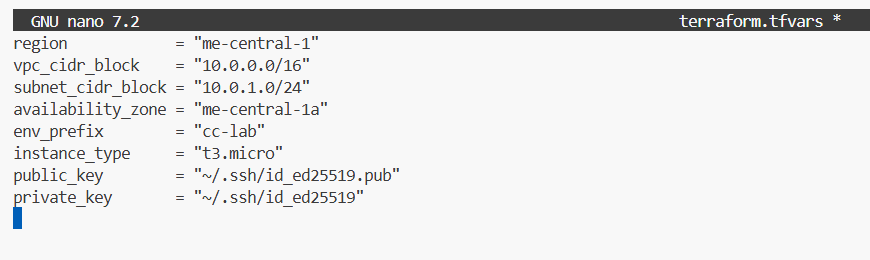 GNU nano 7.2 terraform.tfvars *
region = "me-central-1"
vpc_cidr_block = "10.0.0.0/16"
subnet_cidr_block = "10.0.1.0/24"
availability_zone = "me-central-1a"
env_prefix = "cc-lab"
instance_type = "t3.micro"
public_key = "~/.ssh/id_ed25519.pub"
private_key = "~/.ssh/id_ed25519"